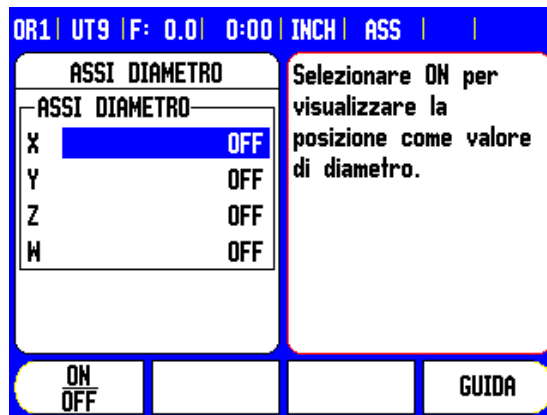 OR1| UT9 |F: 0.0| 0:00| INCH| ASS | |
ASSI DIAMETRO
ASSI DIAMETRO
X OFF
Y OFF
Z OFF
W OFF
Selezionare ON per
visualizzare la
posizione come valore
di diametro.
ON
OFF
GUIDA